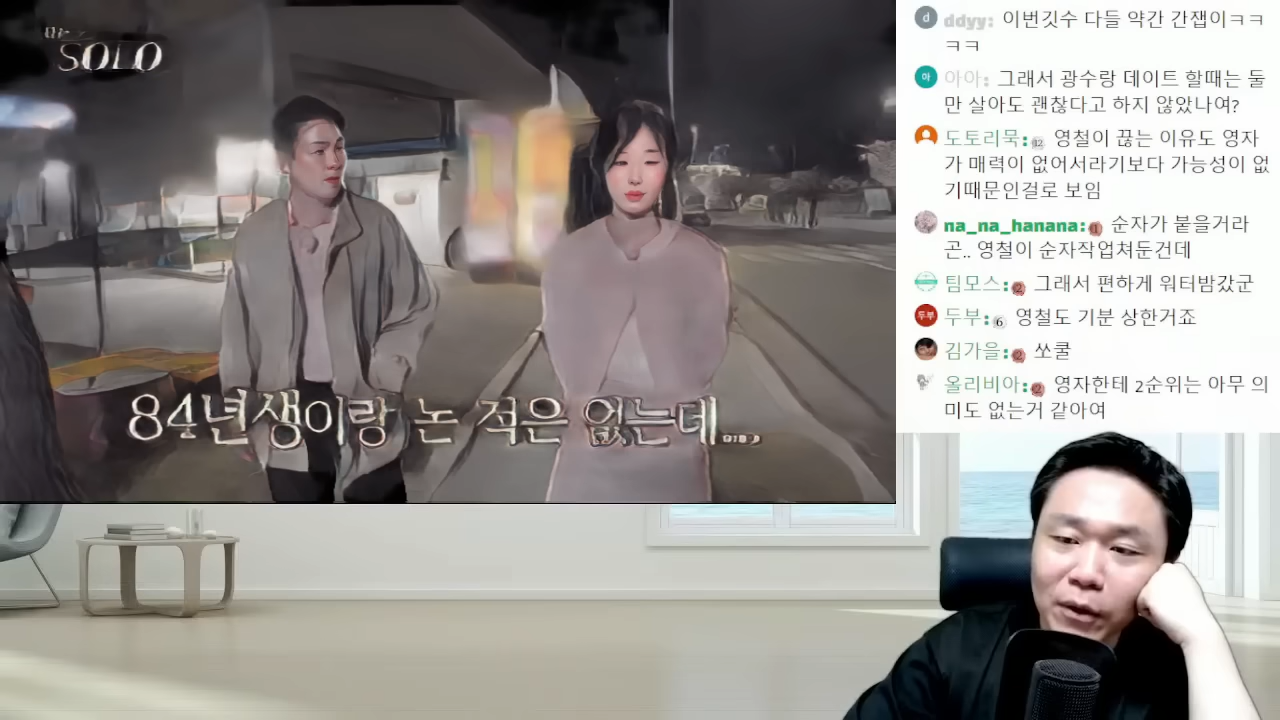 나는 SOLO
84년생이랑 논 적은 없는데...
ddyy: 이번깃수 다들 약간 간잽이ㅋㅋ
ㅋㅋ
아아: 그래서 광수랑 데이트 할때는 둘
만 살아도 괜찮다고 하지 않았나여?
도토리묵: 12 영철이 끊는 이유도 영자
가 매력이 없어서라기보다 가능성이 없
기때문인걸로 보임
na_na_hanana: 1 순자가 붙을거라
곤.. 영철이 순자작업쳐둔건데
팀모스: 2 그래서 편하게 워터밤갔군
두부: 6 영철도 기분 상한거죠
김가을: 2 쏘쿨
올리비아: 2 영자한테 2순위는 아무 의
미도 없는거 같아여